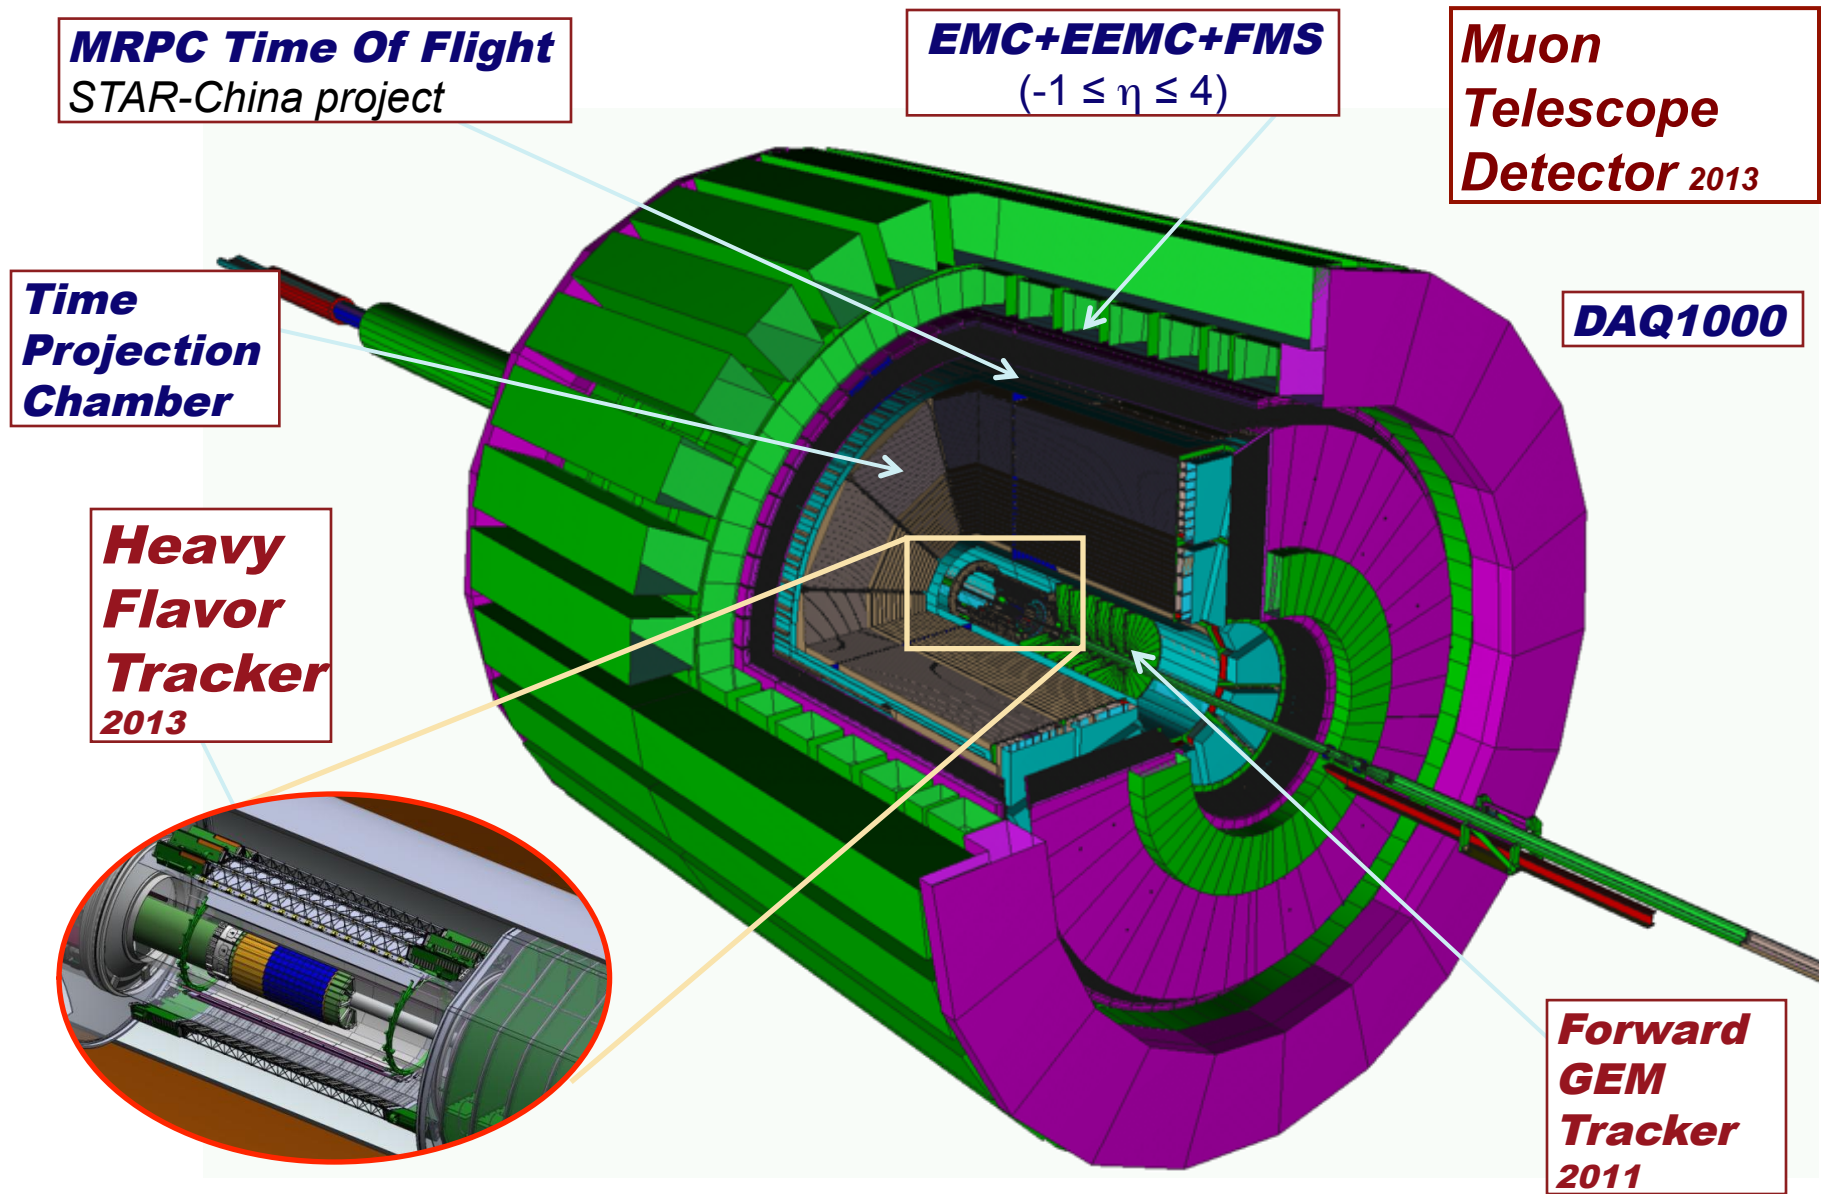 MRPC Time Of Flight
STAR-China project
EMC+EEMC+FMS
(-1 ≤ η ≤ 4)
Muon
Telescope
Detector 2013
Time
Projection
Chamber
DAQ1000
Heavy
Flavor
Tracker
2013
Forward
GEM
Tracker
2011